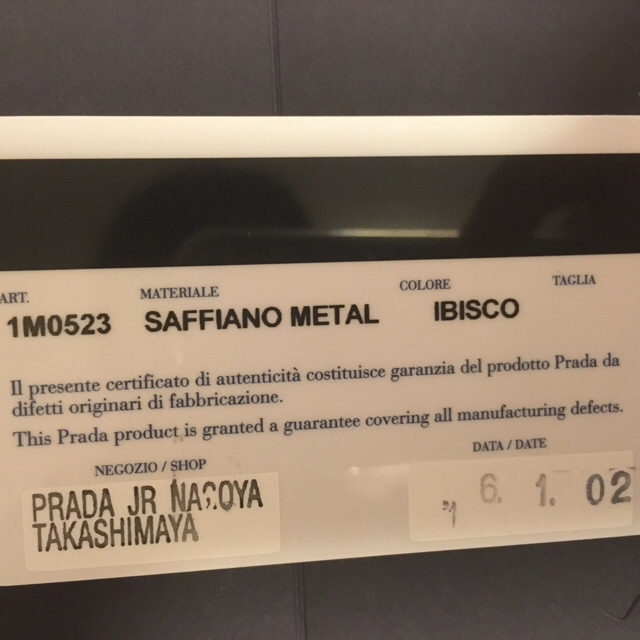 ART. MATERIALE COLORE TAGLIA
1M0523 SAFFIANO METAL IBISCO
Il presente certificato di autenticità costituisce garanzia del prodotto Prada da
difetti originari di fabbricazione.
This Prada product is granted a guarantee covering all manufacturing defects.
NEGOZIO / SHOP DATA / DATE
PRADA JR NAGOYA
TAKASHIMAYA
6. 1. 02